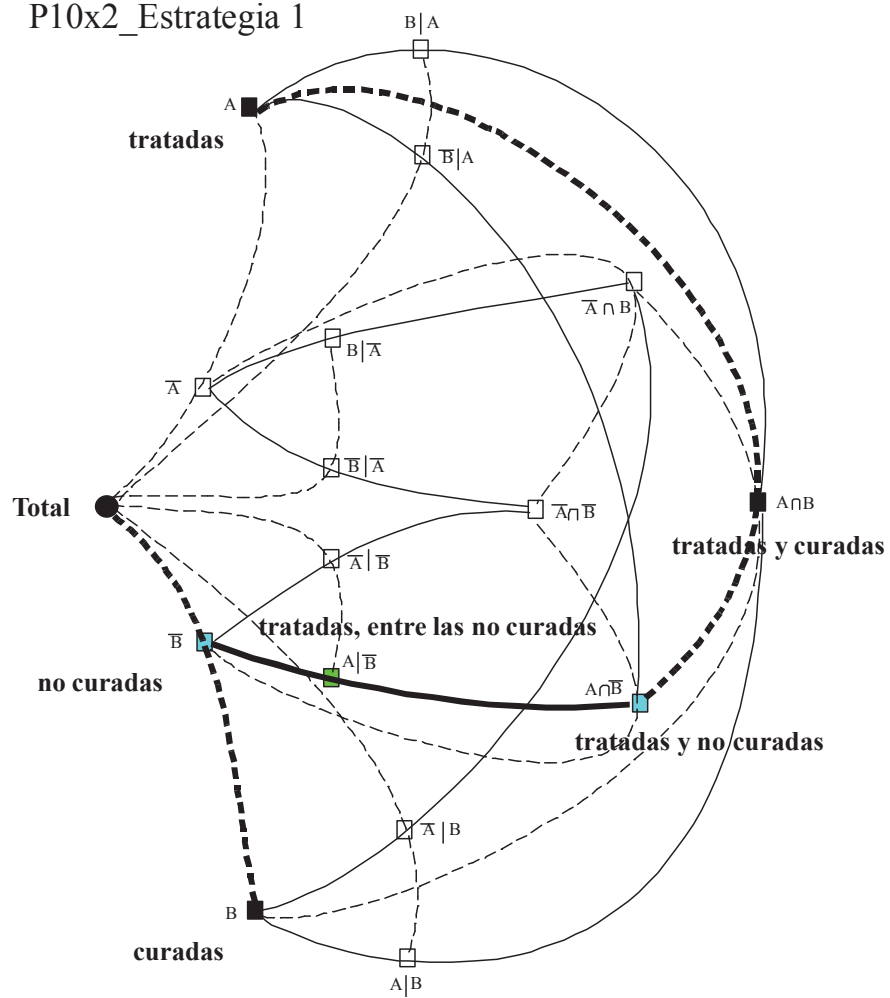 P10x2_Estrategia 1
B|A
A
tratadas
B̅|A
A̅ ∩ B
B|A̅
A̅
B̅|A̅
Total
A̅∩B̅
A∩B
tratadas y curadas
A̅|B̅
tratadas, entre las no curadas
B̅
A|B̅
no curadas
A∩B̅
tratadas y no curadas
A̅|B
B
curadas
A|B